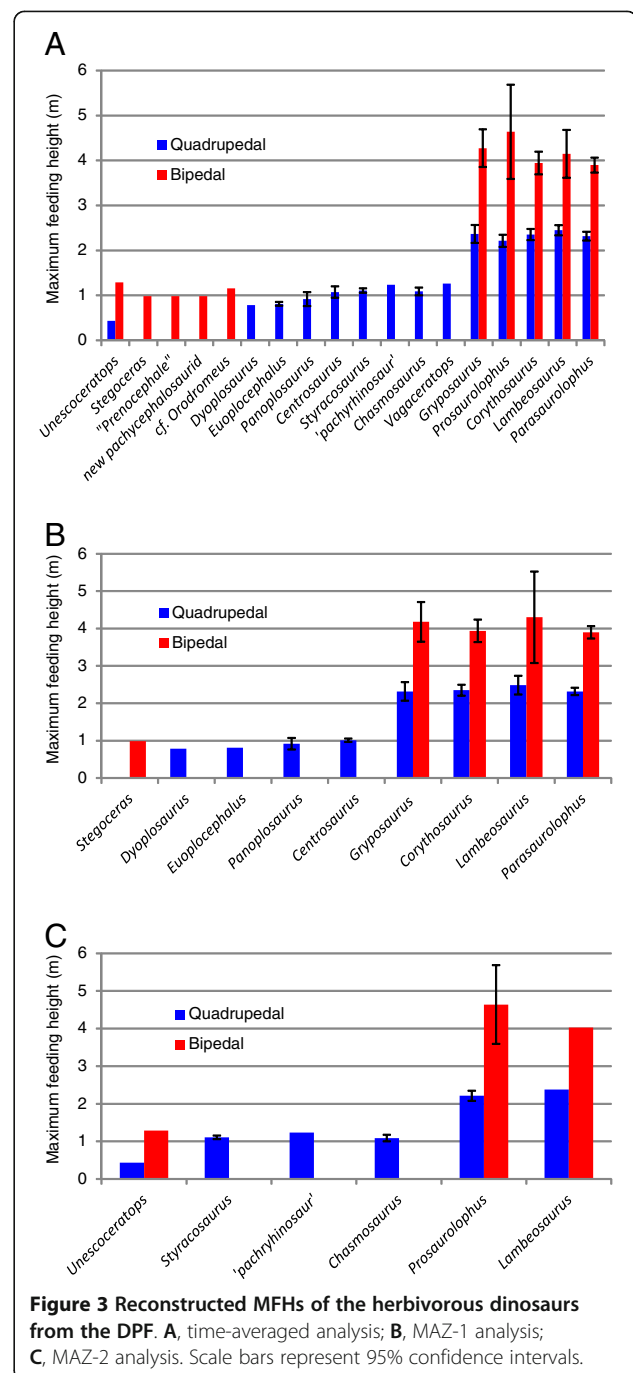 A
Maximum feeding height (m)
6
5
4
3
2
1
0
Quadrupedal
Bipedal
Unescoceratops
Stegoceras
"Prenocephale"
new pachycephalosaurid
cf. Orodromeus
Dyoplosaurus
Euoplocephalus
Panoplosaurus
Centrosaurus
Styracosaurus
'pachyrhinosaur'
Chasmosaurus
Vagaceratops
Gryposaurus
Prosaurolophus
Corythosaurus
Lambeosaurus
Parasaurolophus
B
Maximum feeding height (m)
6
5
4
3
2
1
0
Quadrupedal
Bipedal
Stegoceras
Dyoplosaurus
Euoplocephalus
Panoplosaurus
Centrosaurus
Gryposaurus
Corythosaurus
Lambeosaurus
Parasaurolophus
C
Maximum feeding height (m)
6
5
4
3
2
1
0
Quadrupedal
Bipedal
Unescoceratops
Styracosaurus
'pachryhinosaur'
Chasmosaurus
Prosaurolophus
Lambeosaurus
Figure 3 Reconstructed MFHs of the herbivorous dinosaurs
from the DPF. A, time-averaged analysis; B, MAZ-1 analysis;
C, MAZ-2 analysis. Scale bars represent 95% confidence intervals.